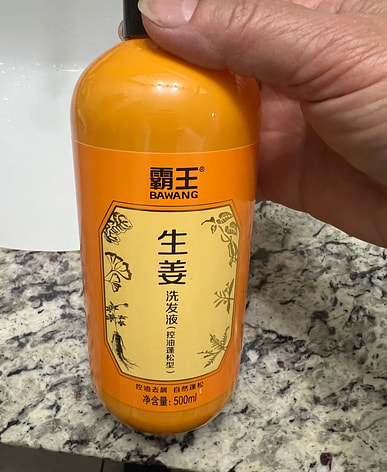 霸王®
BAWANG
生姜
洗发液(控油蓬松型)
控油去屑 自然蓬松
净含量: 500ml